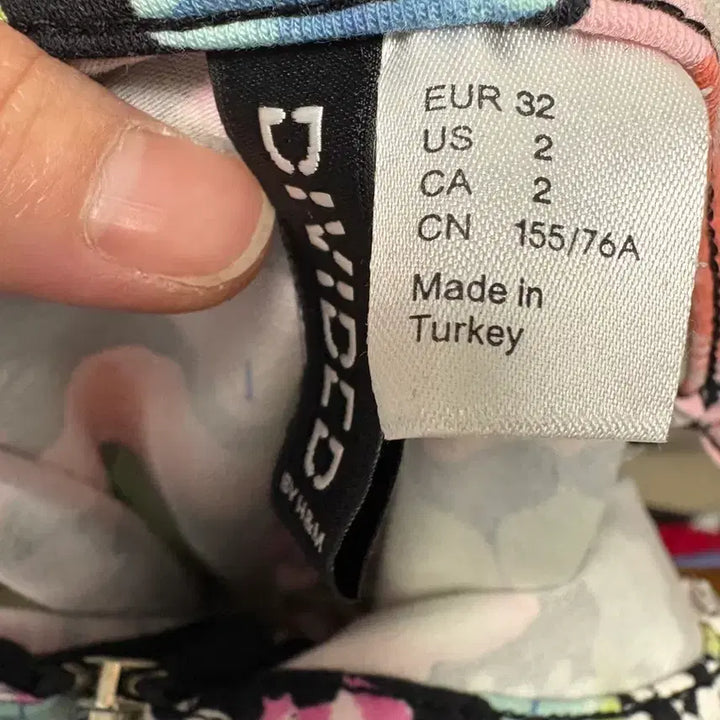 DIVIDED
BY H&M
EUR 32
US 2
CA 2
CN 155/76A
Made in
Turkey